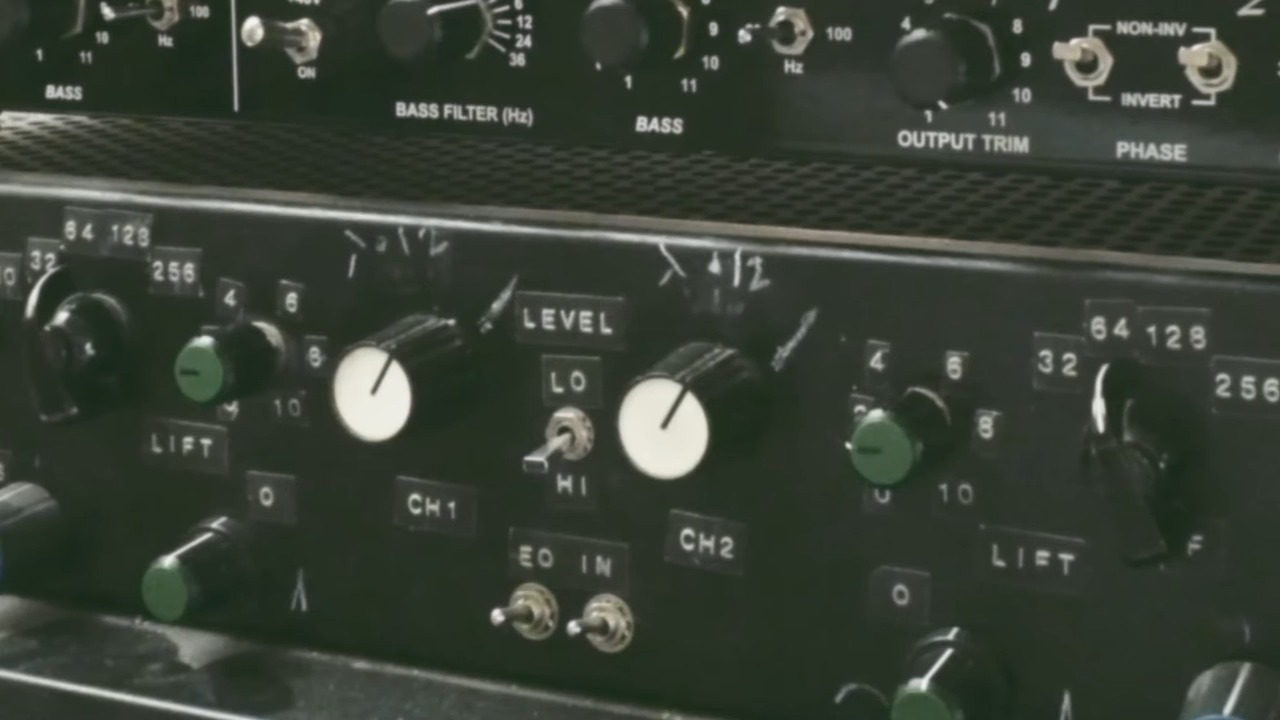 100
10
Hz
1
11
BASS
ON
12
24
36
BASS FILTER (Hz)
9
10
1
11
BASS
100
Hz
4
8
9
10
1
11
OUTPUT TRIM
NON-INV
INVERT
PHASE
32
64 128
256
4
6
10
LIFT
0
CH1
LEVEL
LO
HI
EQ IN
CH2
4
6
8
10
LIFT
0
32
64 128
256